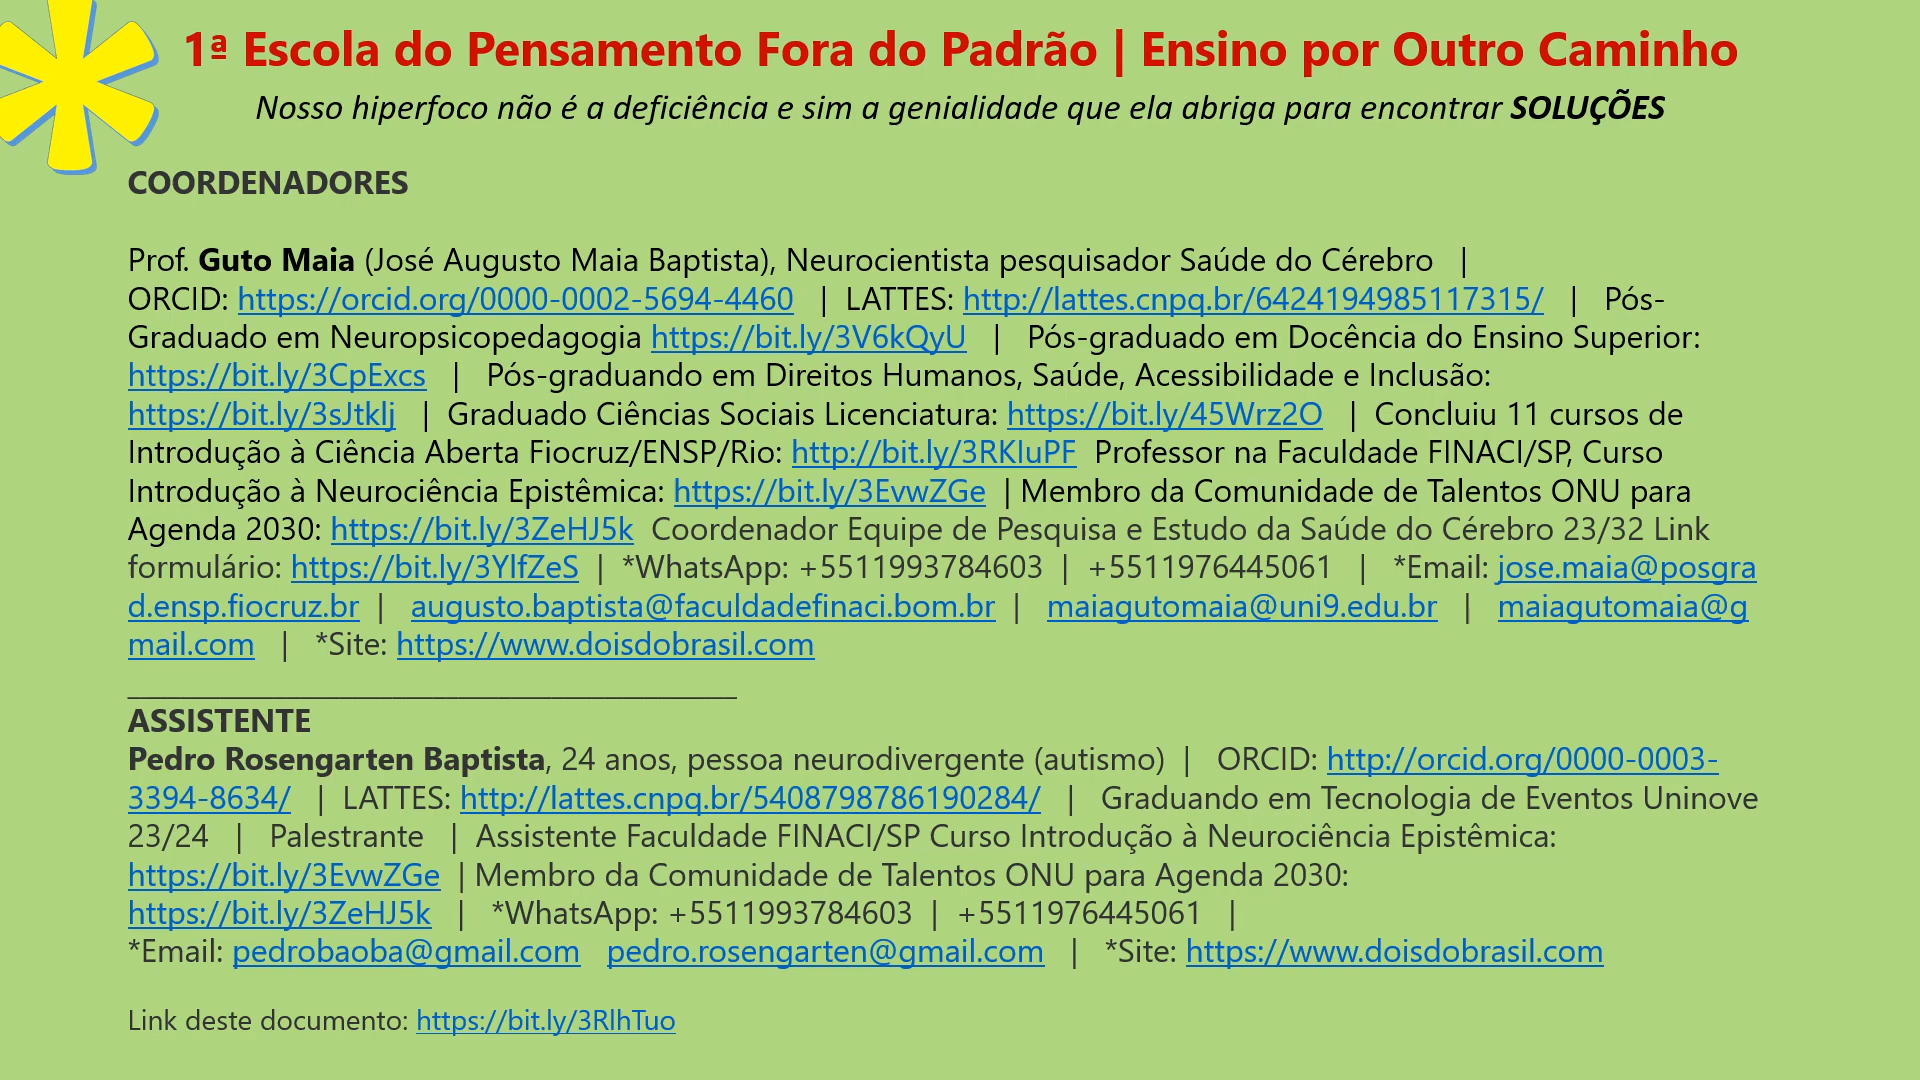 1ª Escola do Pensamento Fora do Padrão | Ensino por Outro Caminho
Nosso hiperfoco não é a deficiência e sim a genialidade que ela abriga para encontrar SOLUÇÕES
COORDENADORES
Prof. Guto Maia (José Augusto Maia Baptista), Neurocientista pesquisador Saúde do Cérebro |
ORCID: https://orcid.org/0000-0002-5694-4460 | LATTES: http://lattes.cnpq.br/6424194985117315/ | Pós-
Graduado em Neuropsicopedagogia https://bit.ly/3V6kQyU | Pós-graduado em Docência do Ensino Superior:
https://bit.ly/3CpExcs | Pós-graduando em Direitos Humanos, Saúde, Acessibilidade e Inclusão:
https://bit.ly/3sJtklj | Graduado Ciências Sociais Licenciatura: https://bit.ly/45Wrz2O | Concluiu 11 cursos de
Introdução à Ciência Aberta Fiocruz/ENSP/Rio: http://bit.ly/3RKIuPF Professor na Faculdade FINACI/SP, Curso
Introdução à Neurociência Epistêmica: https://bit.ly/3EvwZGe | Membro da Comunidade de Talentos ONU para
Agenda 2030: https://bit.ly/3ZeHJ5k Coordenador Equipe de Pesquisa e Estudo da Saúde do Cérebro 23/32 Link
formulário: https://bit.ly/3YlfZeS | *WhatsApp: +5511993784603 | +5511976445061 | *Email: jose.maia@posgra
d.ensp.fiocruz.br | augusto.baptista@faculdadefinaci.bom.br | maiagutomaia@uni9.edu.br | maiagutomaia@g
mail.com | *Site: https://www.doisdobrasil.com
______________________________________________
ASSISTENTE
Pedro Rosengarten Baptista, 24 anos, pessoa neurodivergente (autismo) | ORCID: http://orcid.org/0000-0003-
3394-8634/ | LATTES: http://lattes.cnpq.br/5408798786190284/ | Graduando em Tecnologia de Eventos Uninove
23/24 | Palestrante | Assistente Faculdade FINACI/SP Curso Introdução à Neurociência Epistêmica:
https://bit.ly/3EvwZGe | Membro da Comunidade de Talentos ONU para Agenda 2030:
https://bit.ly/3ZeHJ5k | *WhatsApp: +5511993784603 | +5511976445061 |
*Email: pedrobaoba@gmail.com pedro.rosengarten@gmail.com | *Site: https://www.doisdobrasil.com
Link deste documento: https://bit.ly/3RlhTuo